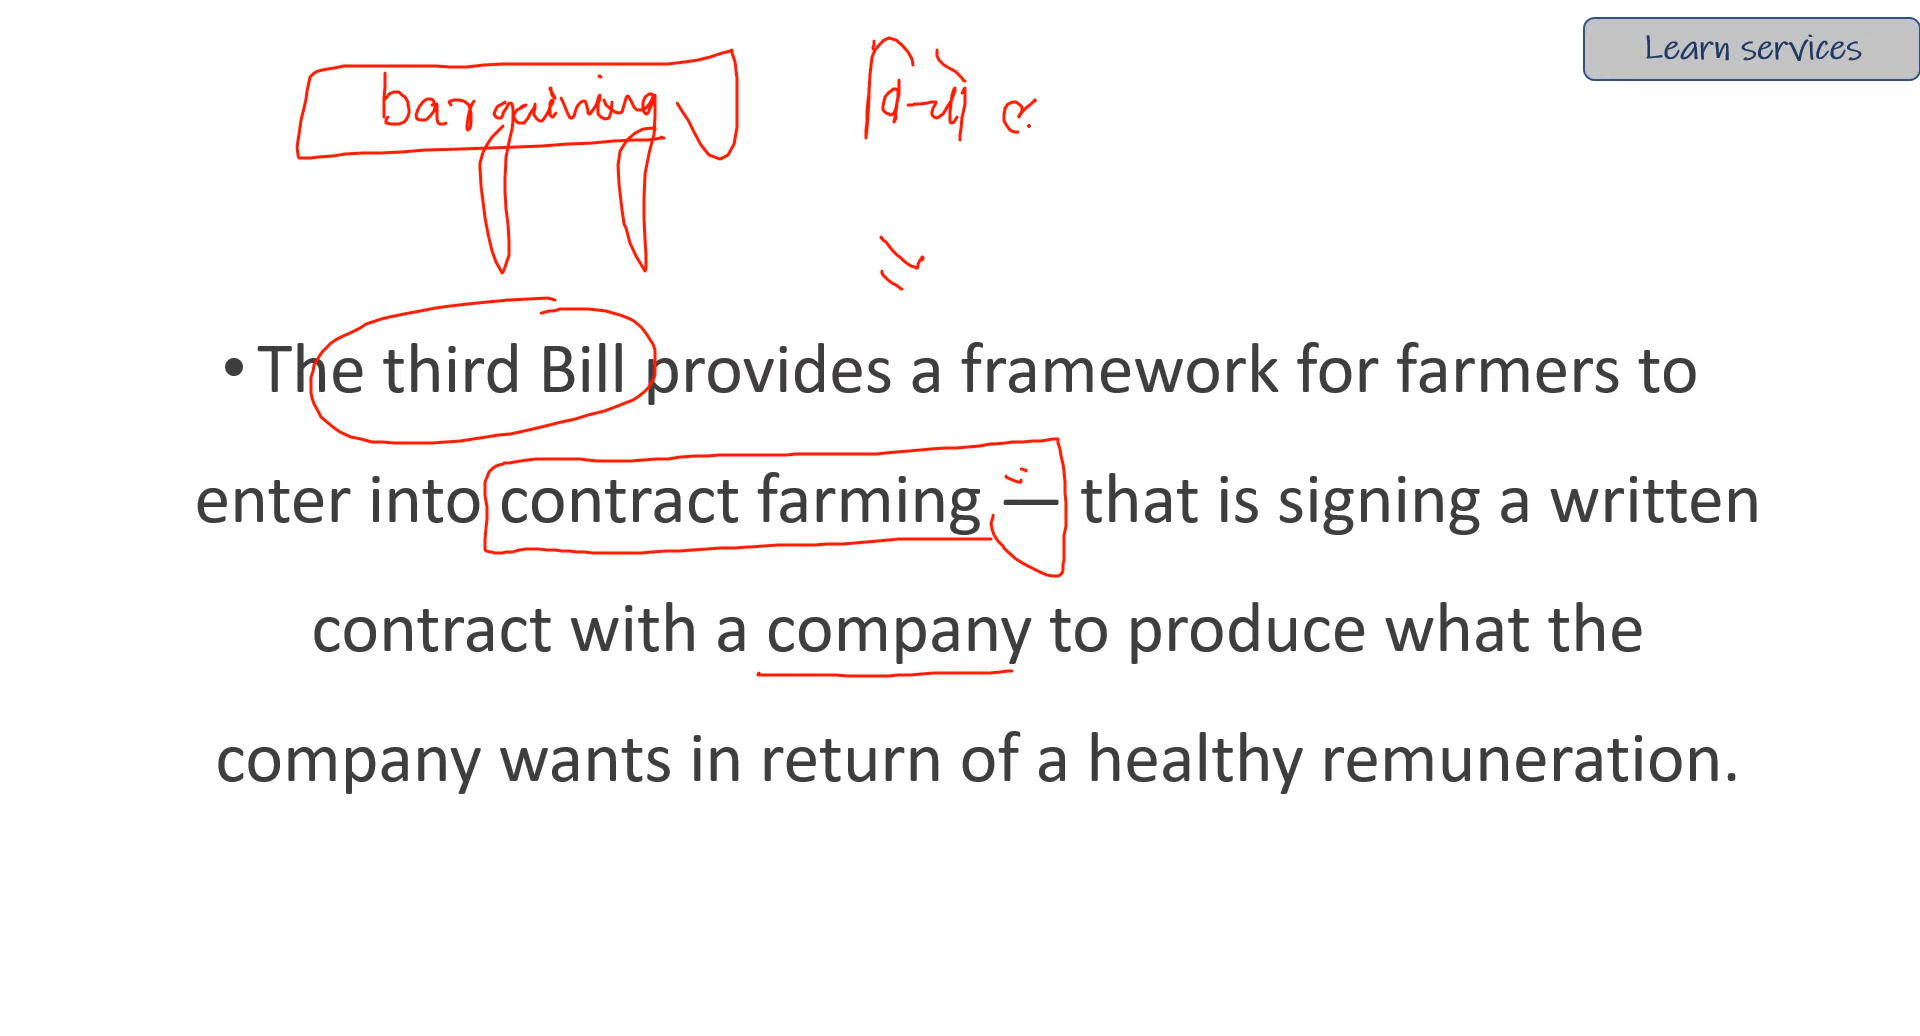 Learn services
bargaining
• The third Bill provides a framework for farmers to
enter into contract farming — that is signing a written
contract with a company to produce what the
company wants in return of a healthy remuneration.